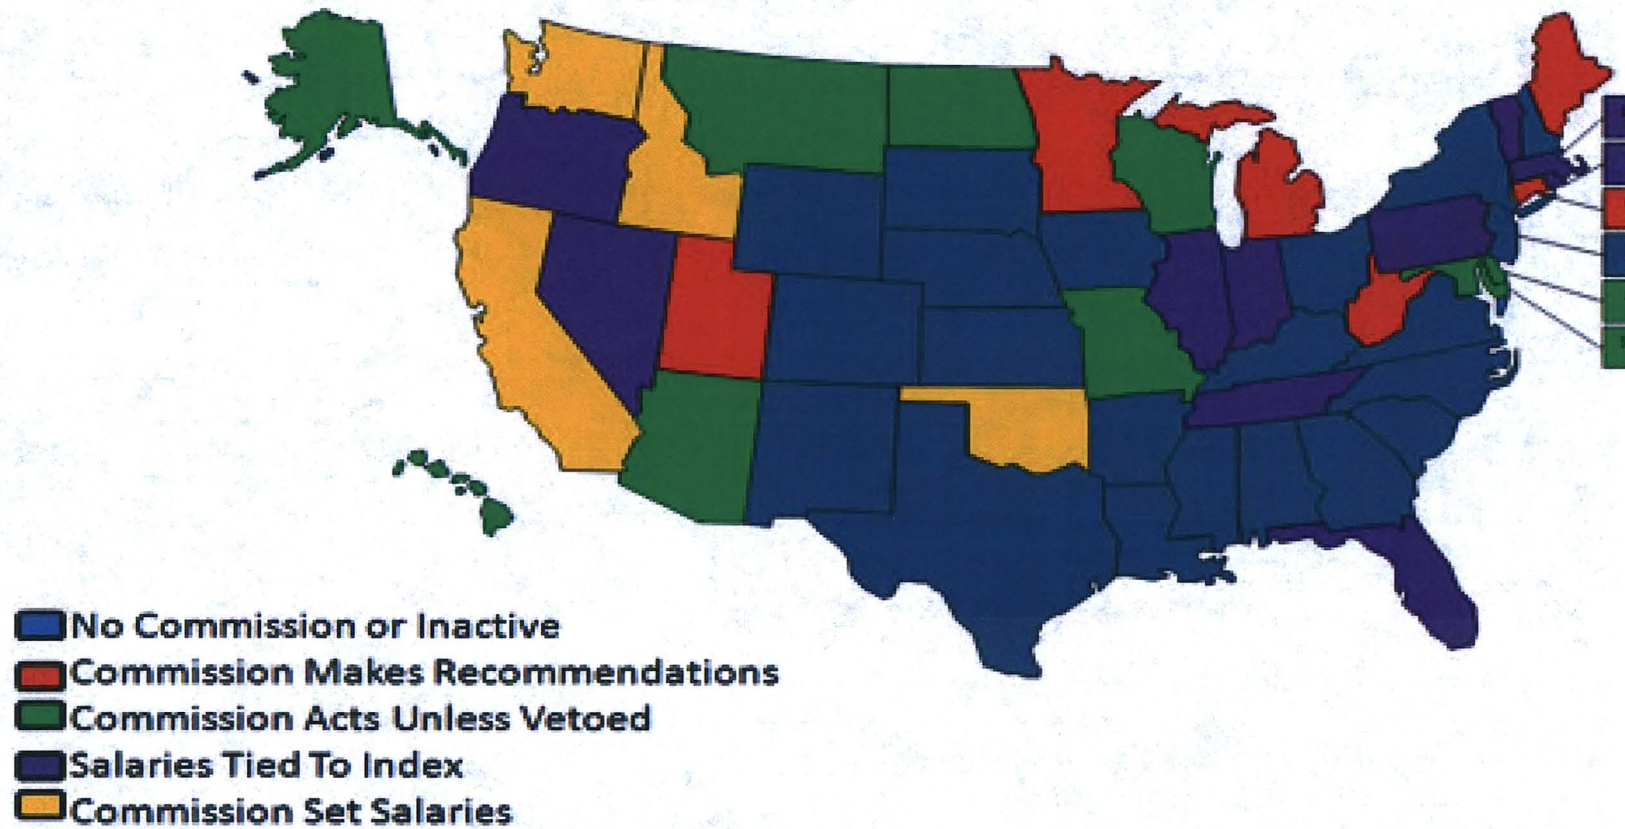 No Commission or Inactive
Commission Makes Recommendations
Commission Acts Unless Vetoed
Salaries Tied To Index
Commission Set Salaries